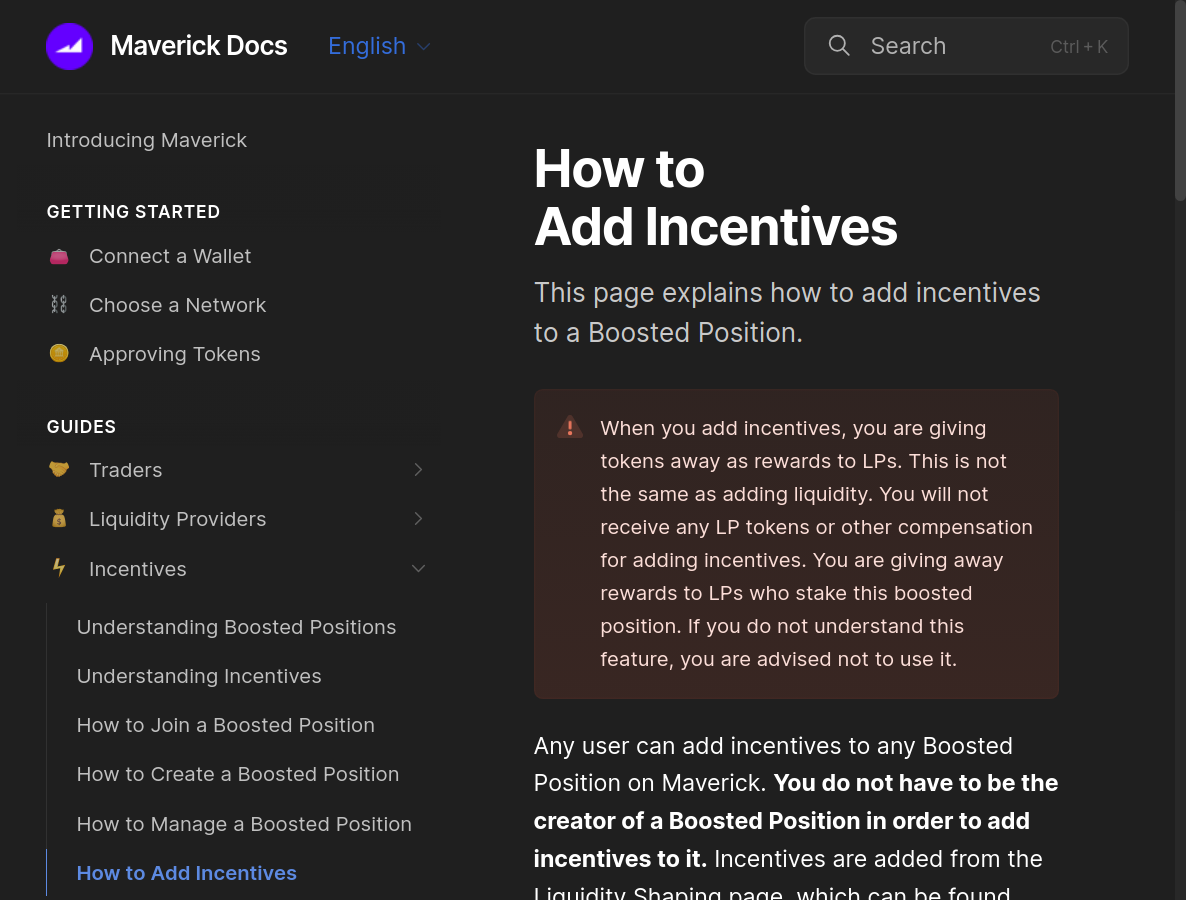 Maverick Docs
English
Search
Ctrl + K
Introducing Maverick
GETTING STARTED
Connect a Wallet
Choose a Network
Approving Tokens
GUIDES
Traders
Liquidity Providers
Incentives
Understanding Boosted Positions
Understanding Incentives
How to Join a Boosted Position
How to Create a Boosted Position
How to Manage a Boosted Position
How to Add Incentives
How to
Add Incentives
This page explains how to add incentives
to a Boosted Position.
When you add incentives, you are giving
tokens away as rewards to LPs. This is not
the same as adding liquidity. You will not
receive any LP tokens or other compensation
for adding incentives. You are giving away
rewards to LPs who stake this boosted
position. If you do not understand this
feature, you are advised not to use it.
Any user can add incentives to any Boosted
Position on Maverick. You do not have to be the
creator of a Boosted Position in order to add
incentives to it. Incentives are added from the
Liquidity Shaping page, which can be found